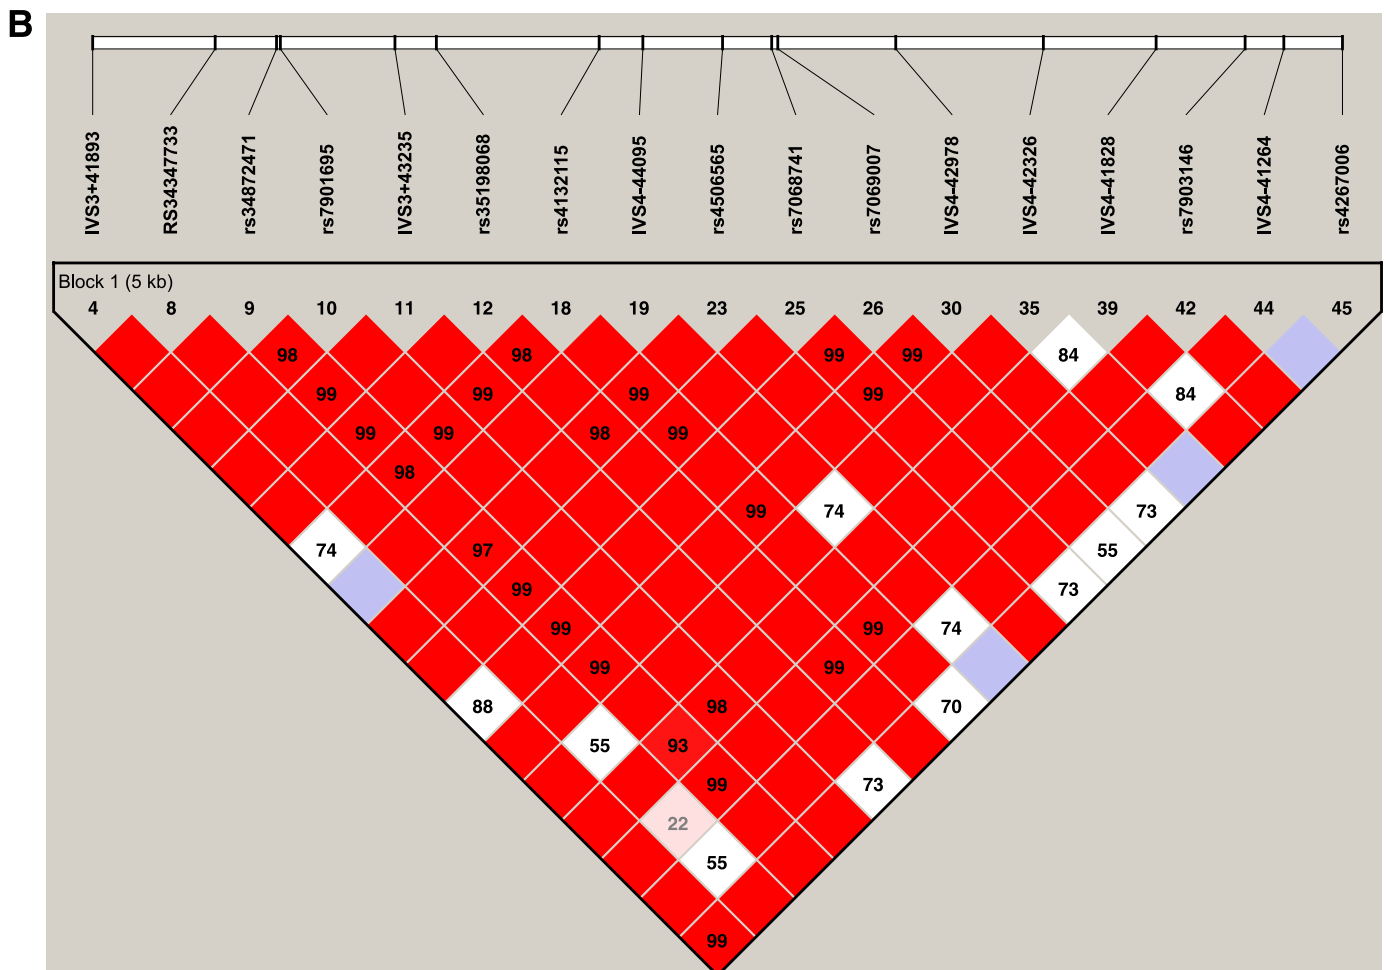 B
IVS3+41893
RS34347733
rs34872471
rs7901695
IVS3+43235
rs35198068
rs4132115
IVS4-44095
rs4506565
rs7068741
rs7069007
IVS4-42978
IVS4-42326
IVS4-41828
rs7903146
IVS4-41264
rs4267006
Block 1 (5 kb)
4 8 9 10 11 12 18 19 23 25 26 30 35 39 42 44 45
98 98 99 99 84
99 99 99 99 84
99 99 98 99
98
99 74 73
74 97 55
99 73
99 99 74
99 99
88 98 70
55 93
99 73
22
55
99